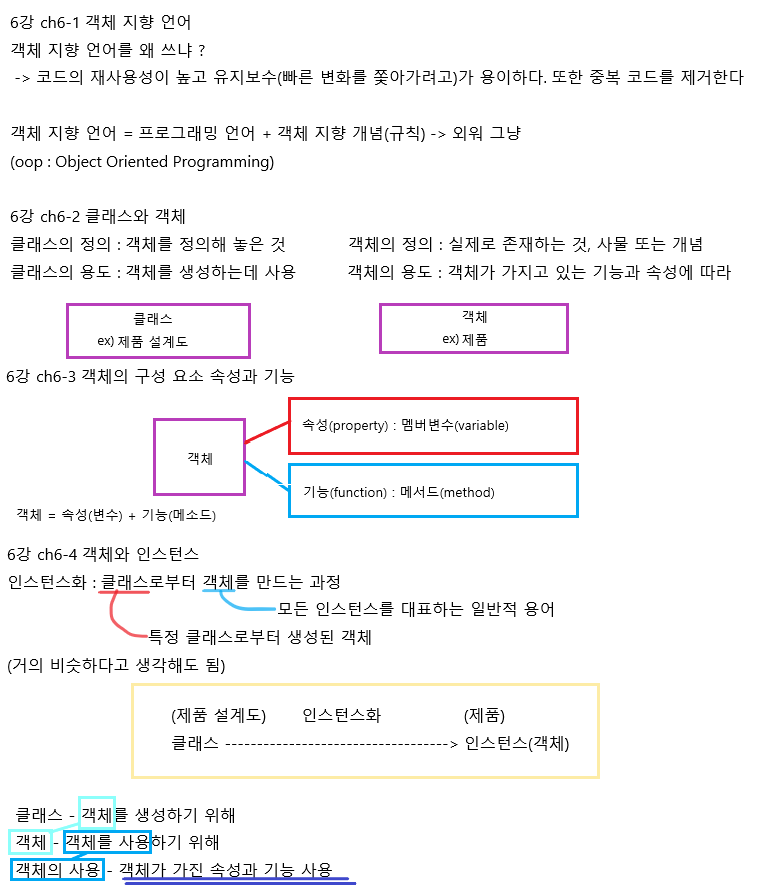 6강 ch6-1 객체 지향 언어
객체 지향 언어를 왜 쓰냐 ?
-> 코드의 재사용성이 높고 유지보수(빠른 변화를 쫓아가려고)가 용이하다. 또한 중복 코드를 제거한다
객체 지향 언어 = 프로그래밍 언어 + 객체 지향 개념(규칙) -> 외워 그냥
(oop : Object Oriented Programming)
6강 ch6-2 클래스와 객체
클래스의 정의 : 객체를 정의해 놓은 것
객체의 정의 : 실제로 존재하는 것, 사물 또는 개념
클래스의 용도 : 객체를 생성하는데 사용
객체의 용도 : 객체가 가지고 있는 기능과 속성에 따라
클래스
ex) 제품 설계도
객체
ex) 제품
6강 ch6-3 객체의 구성 요소 속성과 기능
속성(property) : 멤버변수(variable)
객체
기능(function) : 메서드(method)
객체 = 속성(변수) + 기능(메소드)
6강 ch6-4 객체와 인스턴스
인스턴스화 : 클래스로부터 객체를 만드는 과정
모든 인스턴스를 대표하는 일반적 용어
특정 클래스로부터 생성된 객체
(거의 비슷하다고 생각해도 됨)
(제품 설계도) 인스턴스화 (제품)
클래스 -----------------------------------> 인스턴스(객체)
클래스 - 객체를 생성하기 위해
객체 - 객체를 사용하기 위해
객체의 사용 - 객체가 가진 속성과 기능 사용